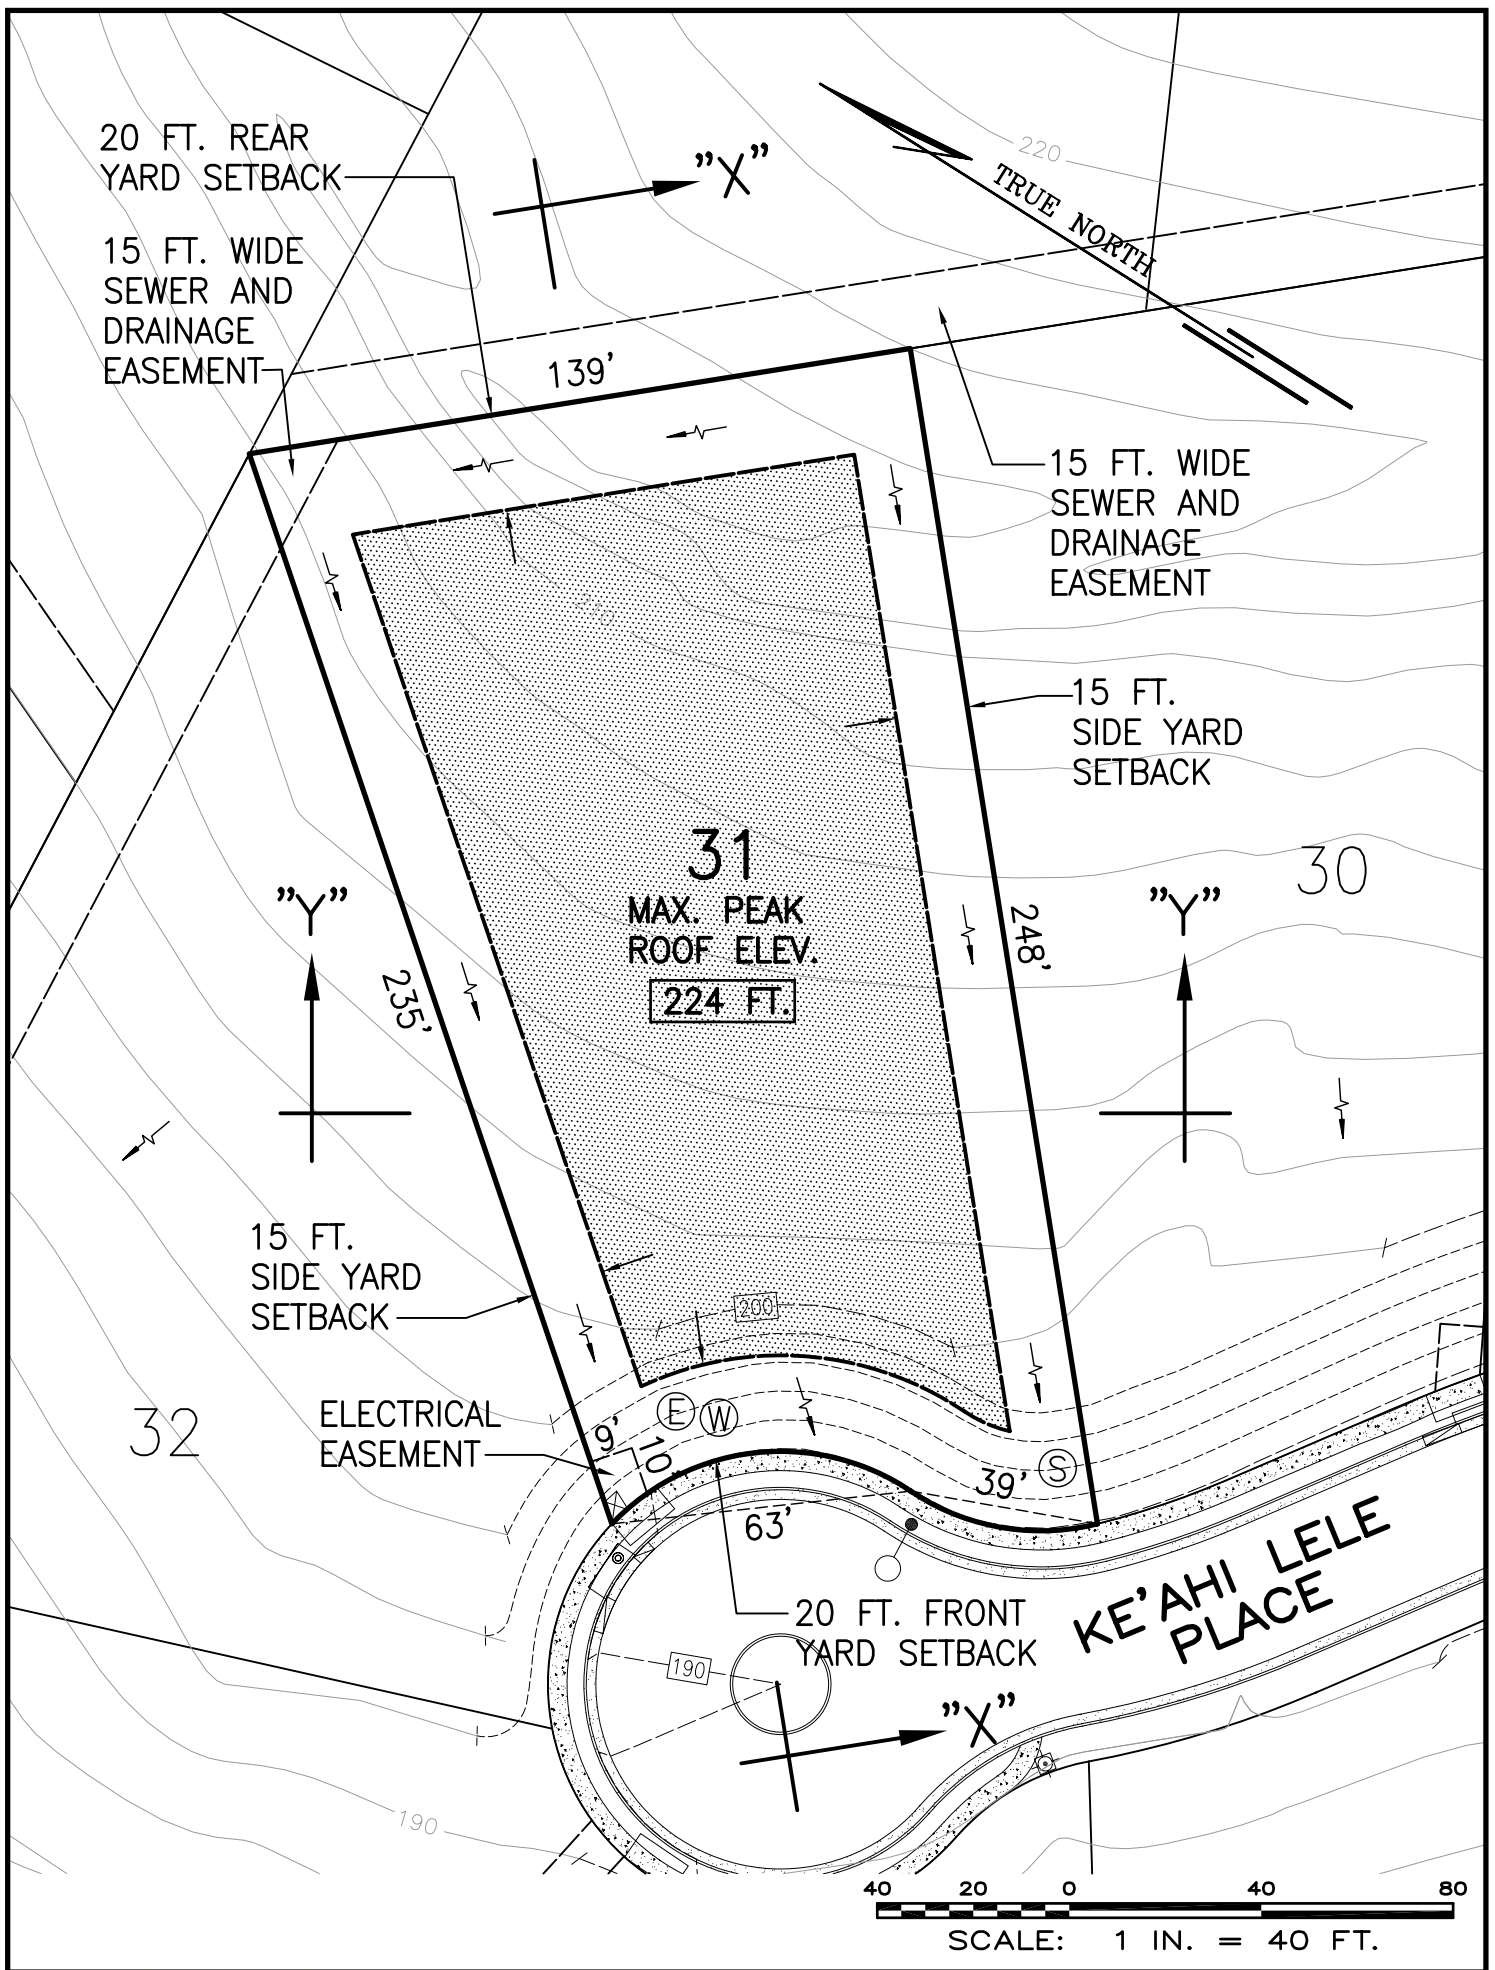 20 FT. REAR
YARD SETBACK
"X"
220
TRUE NORTH
15 FT. WIDE
SEWER AND
DRAINAGE
EASEMENT
139'
15 FT. WIDE
SEWER AND
DRAINAGE
EASEMENT
210
15 FT.
SIDE YARD
SETBACK
31
MAX. PEAK
ROOF ELEV.
224 FT.
30
"Y"
"Y"
235'
248'
15 FT.
SIDE YARD
SETBACK
200
32
ELECTRICAL
EASEMENT
E
W
9'
10'
39'
S
63'
KE'AHI LELE
PLACE
20 FT. FRONT
YARD SETBACK
190
"X"
190
40 20 0 40 80
SCALE: 1 IN. = 40 FT.